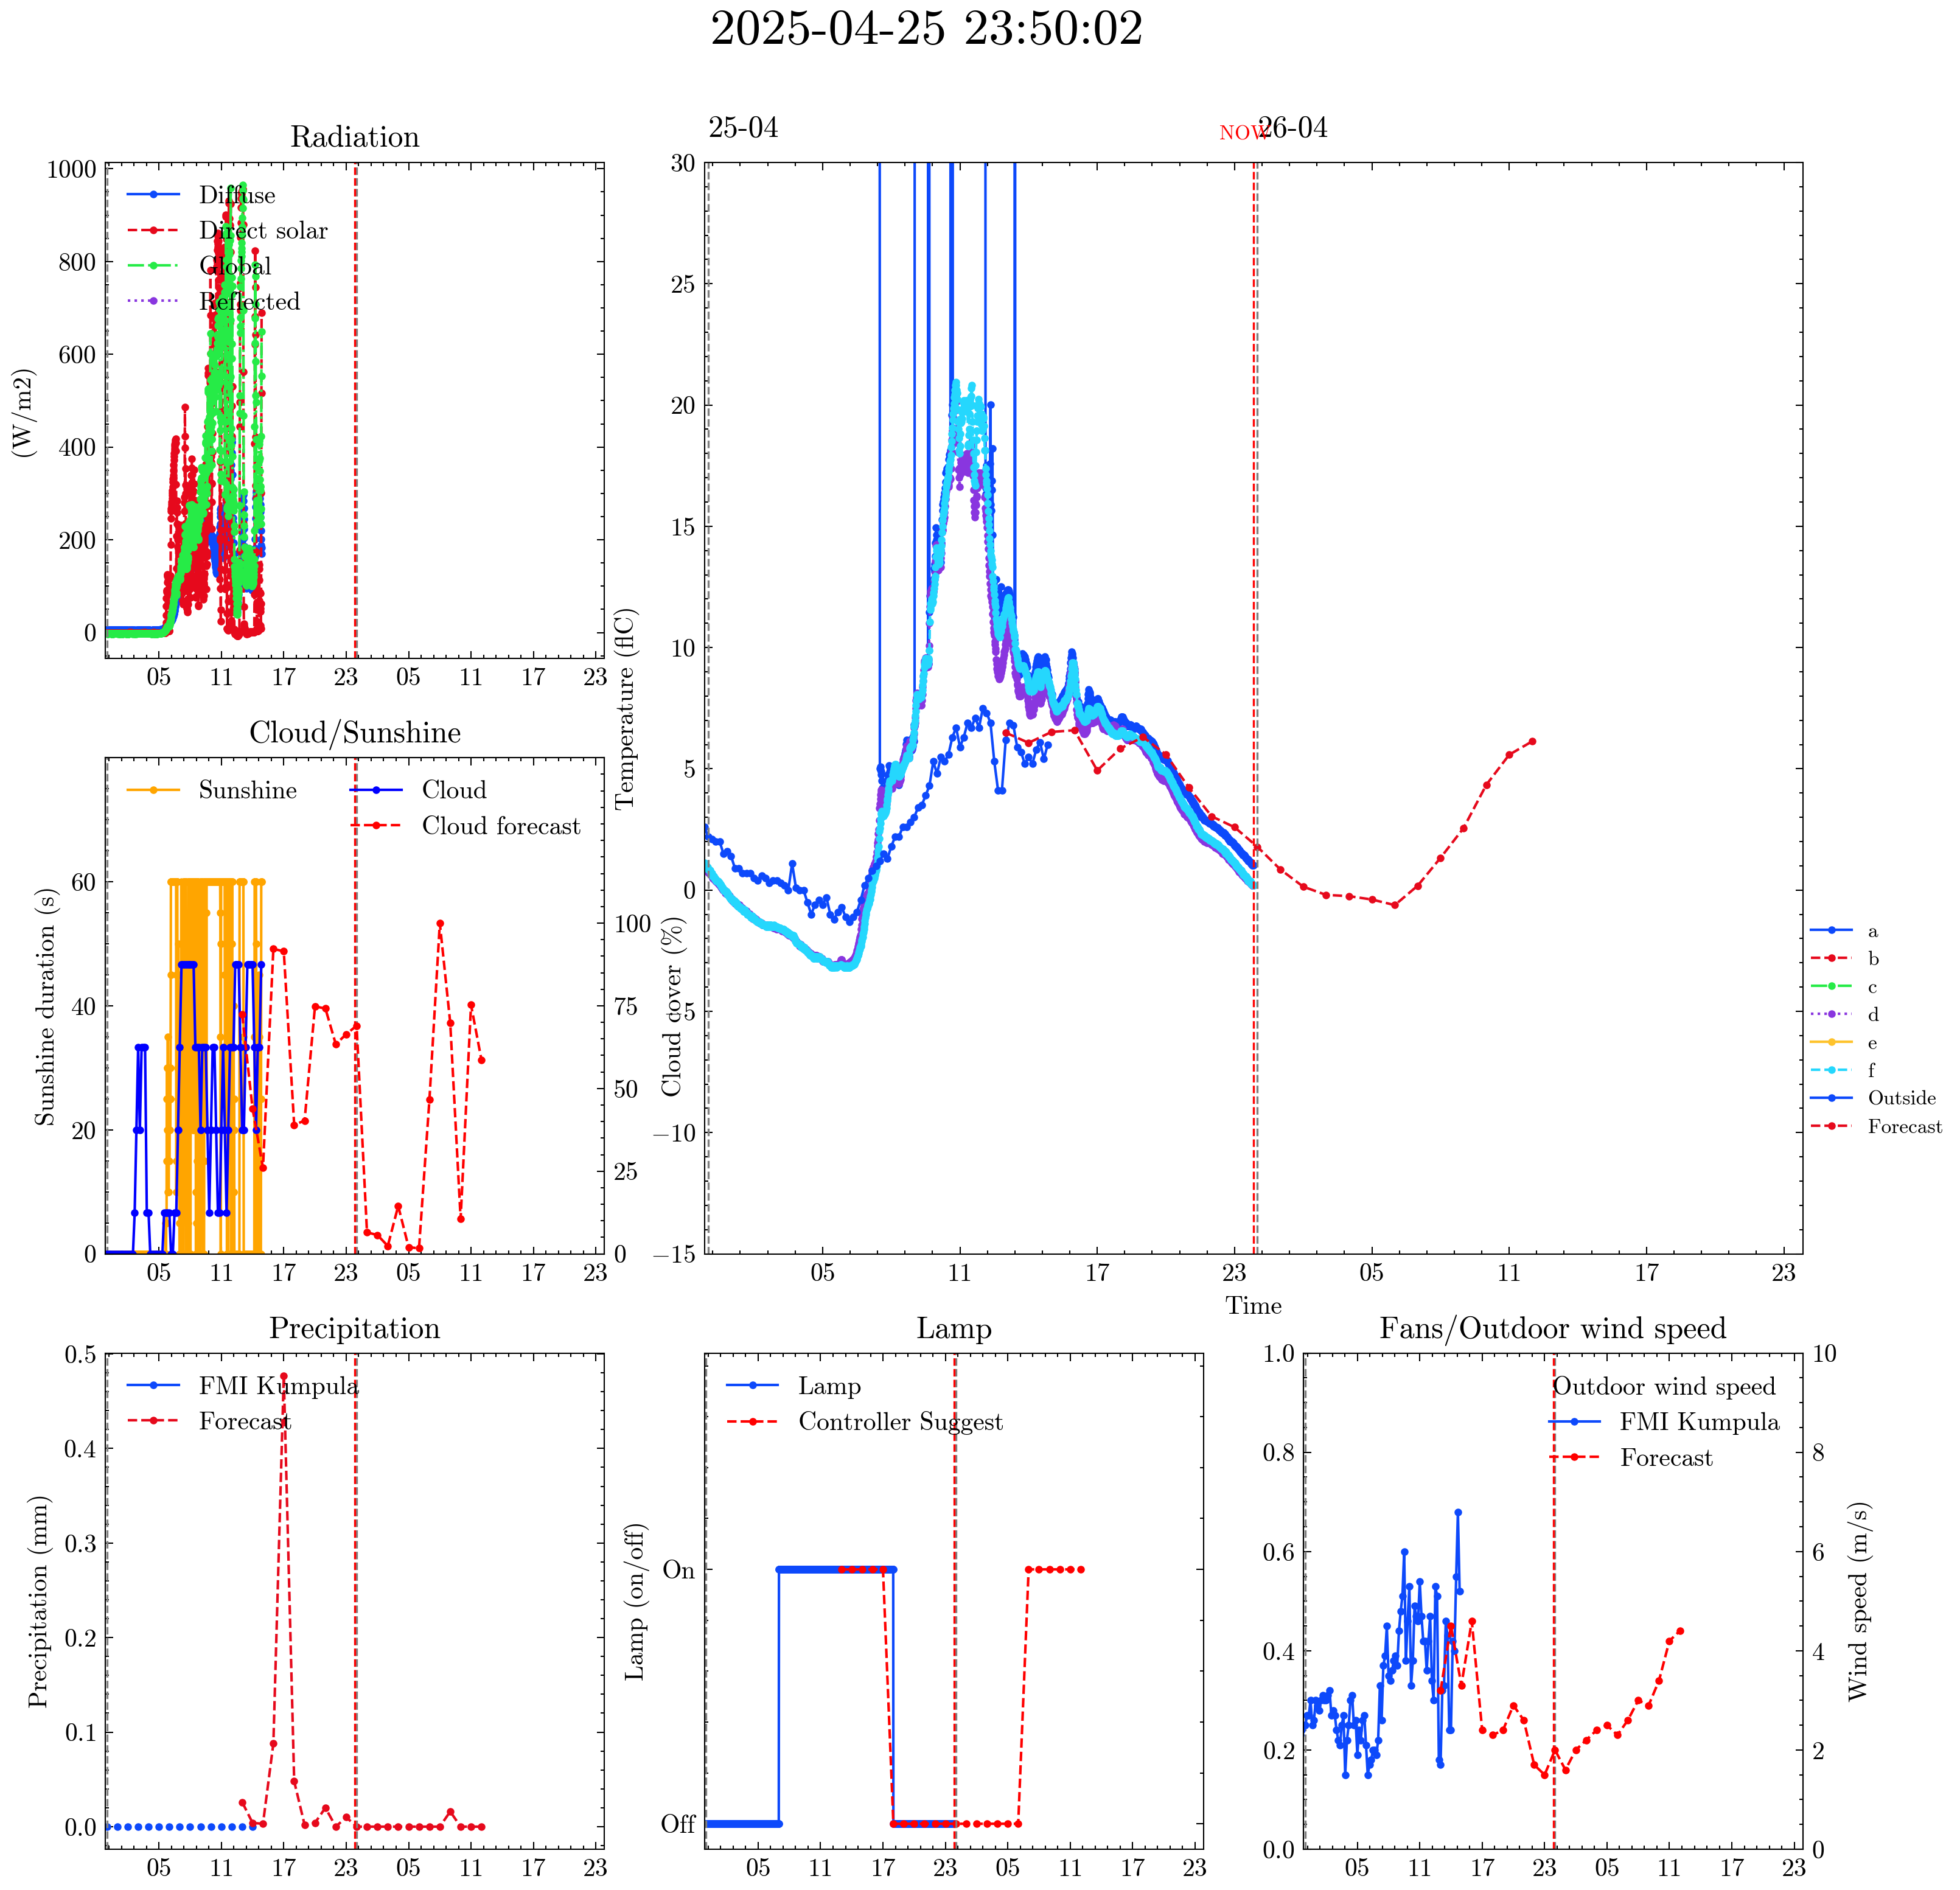 2025-04-25 23:50:02
Radiation
(W/m2)
1000
800
600
400
200
0
Diffuse
Direct solar
Global
Reflected
05 11 17 23 05 11 17 23
Cloud/Sunshine
Sunshine duration (s)
60
40
20
0
Sunshine
Cloud
Cloud forecast
100
75
50
25
0
Cloud cover (%)
05 11 17 23 05 11 17 23
25-04
NOW
26-04
Temperature (flC)
30
25
20
15
10
5
0
−5
−10
−15
05 11 17 23 05 11 17 23
Time
a
b
c
d
e
f
Outside
Forecast
Precipitation
Precipitation (mm)
0.5
0.4
0.3
0.2
0.1
0.0
FMI Kumpula
Forecast
05 11 17 23 05 11 17 23
Lamp
Lamp (on/off)
On
Off
Lamp
Controller Suggest
05 11 17 23 05 11 17 23
Fans/Outdoor wind speed
1.0
0.8
0.6
0.4
0.2
0.0
Outdoor wind speed
FMI Kumpula
Forecast
10
8
6
4
2
0
Wind speed (m/s)
05 11 17 23 05 11 17 23